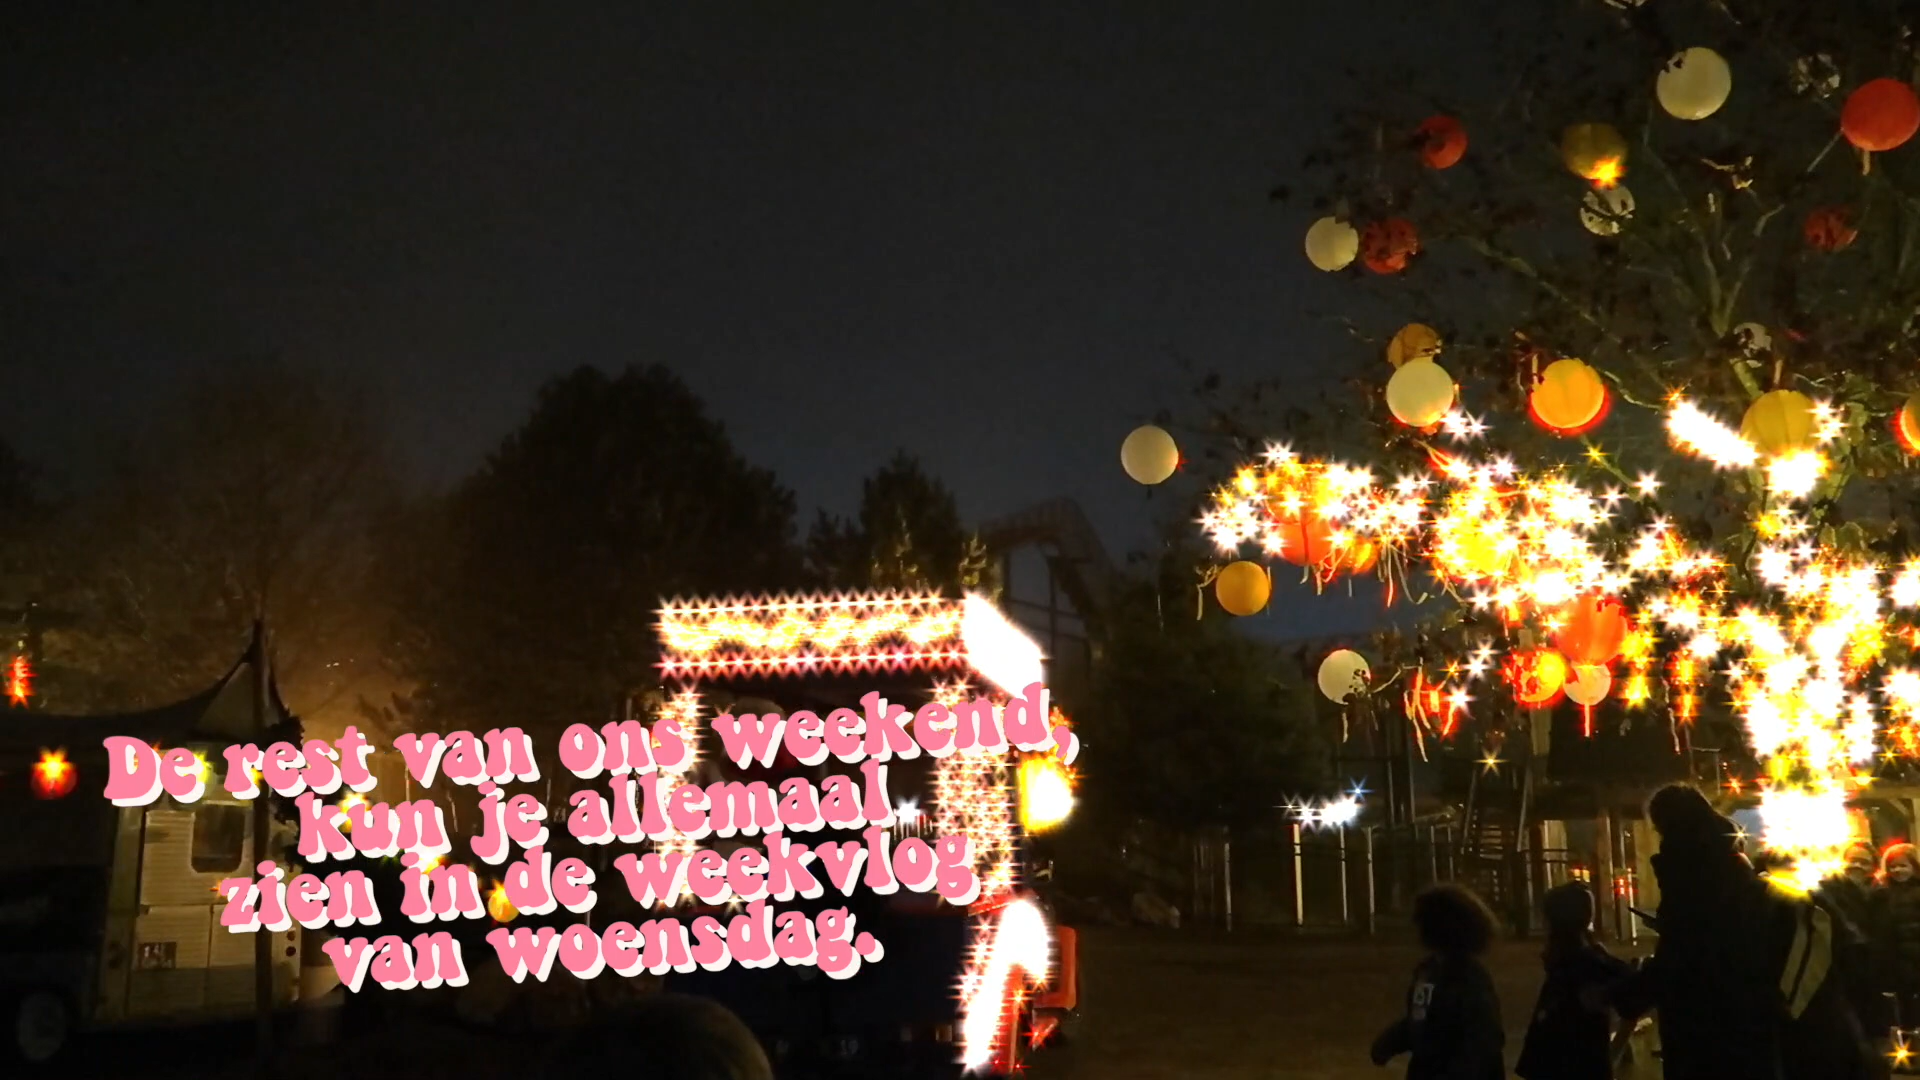 De rest van ons weekend,
kun je allemaal
zien in de weekvlog
van woensdag.